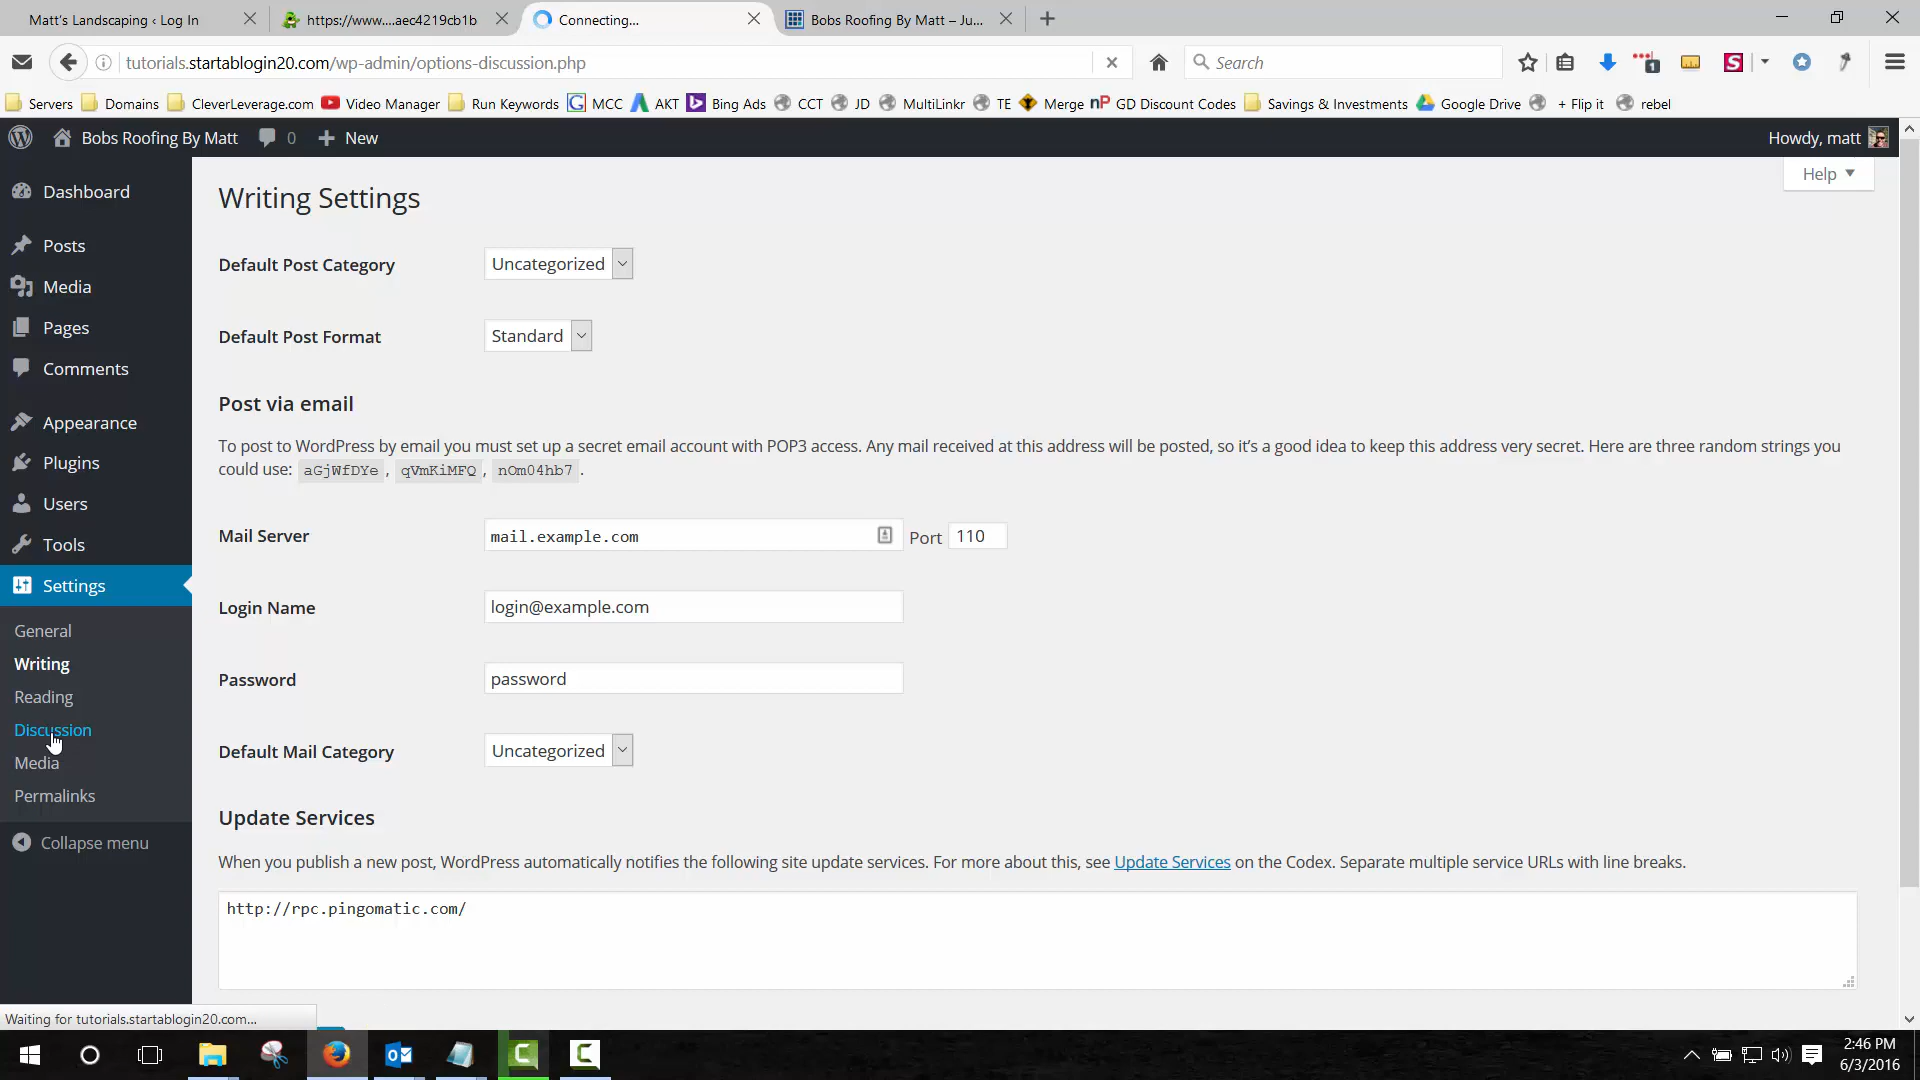 Matt's Landscaping ‹ Log In
https://www....aec4219cb1b
Connecting...
Bobs Roofing By Matt – Ju...
tutorials.startablogin20.com/wp-admin/options-discussion.php
Search
1
S
Servers
Domains
CleverLeverage.com
Video Manager
Run Keywords
MCC
AKT
Bing Ads
CCT
JD
MultiLinkr
TE
Merge
GD Discount Codes
Savings & Investments
Google Drive
+ Flip it
rebel
Bobs Roofing By Matt
0
New
Howdy, matt
Help
Dashboard
Posts
Media
Pages
Comments
Appearance
Plugins
Users
Tools
Settings
General
Writing
Reading
Discussion
Media
Permalinks
Collapse menu
Writing Settings
Default Post Category
Uncategorized
Default Post Format
Standard
Post via email
To post to WordPress by email you must set up a secret email account with POP3 access. Any mail received at this address will be posted, so it's a good idea to keep this address very secret. Here are three random strings you
could use: aGjWfDYe , qVmKiMFQ , nOm04hb7 .
Mail Server
mail.example.com
Port
110
Login Name
login@example.com
Password
password
Default Mail Category
Uncategorized
Update Services
When you publish a new post, WordPress automatically notifies the following site update services. For more about this, see Update Services on the Codex. Separate multiple service URLs with line breaks.
http://rpc.pingomatic.com/
Waiting for tutorials.startablogin20.com...
2:46 PM
6/3/2016